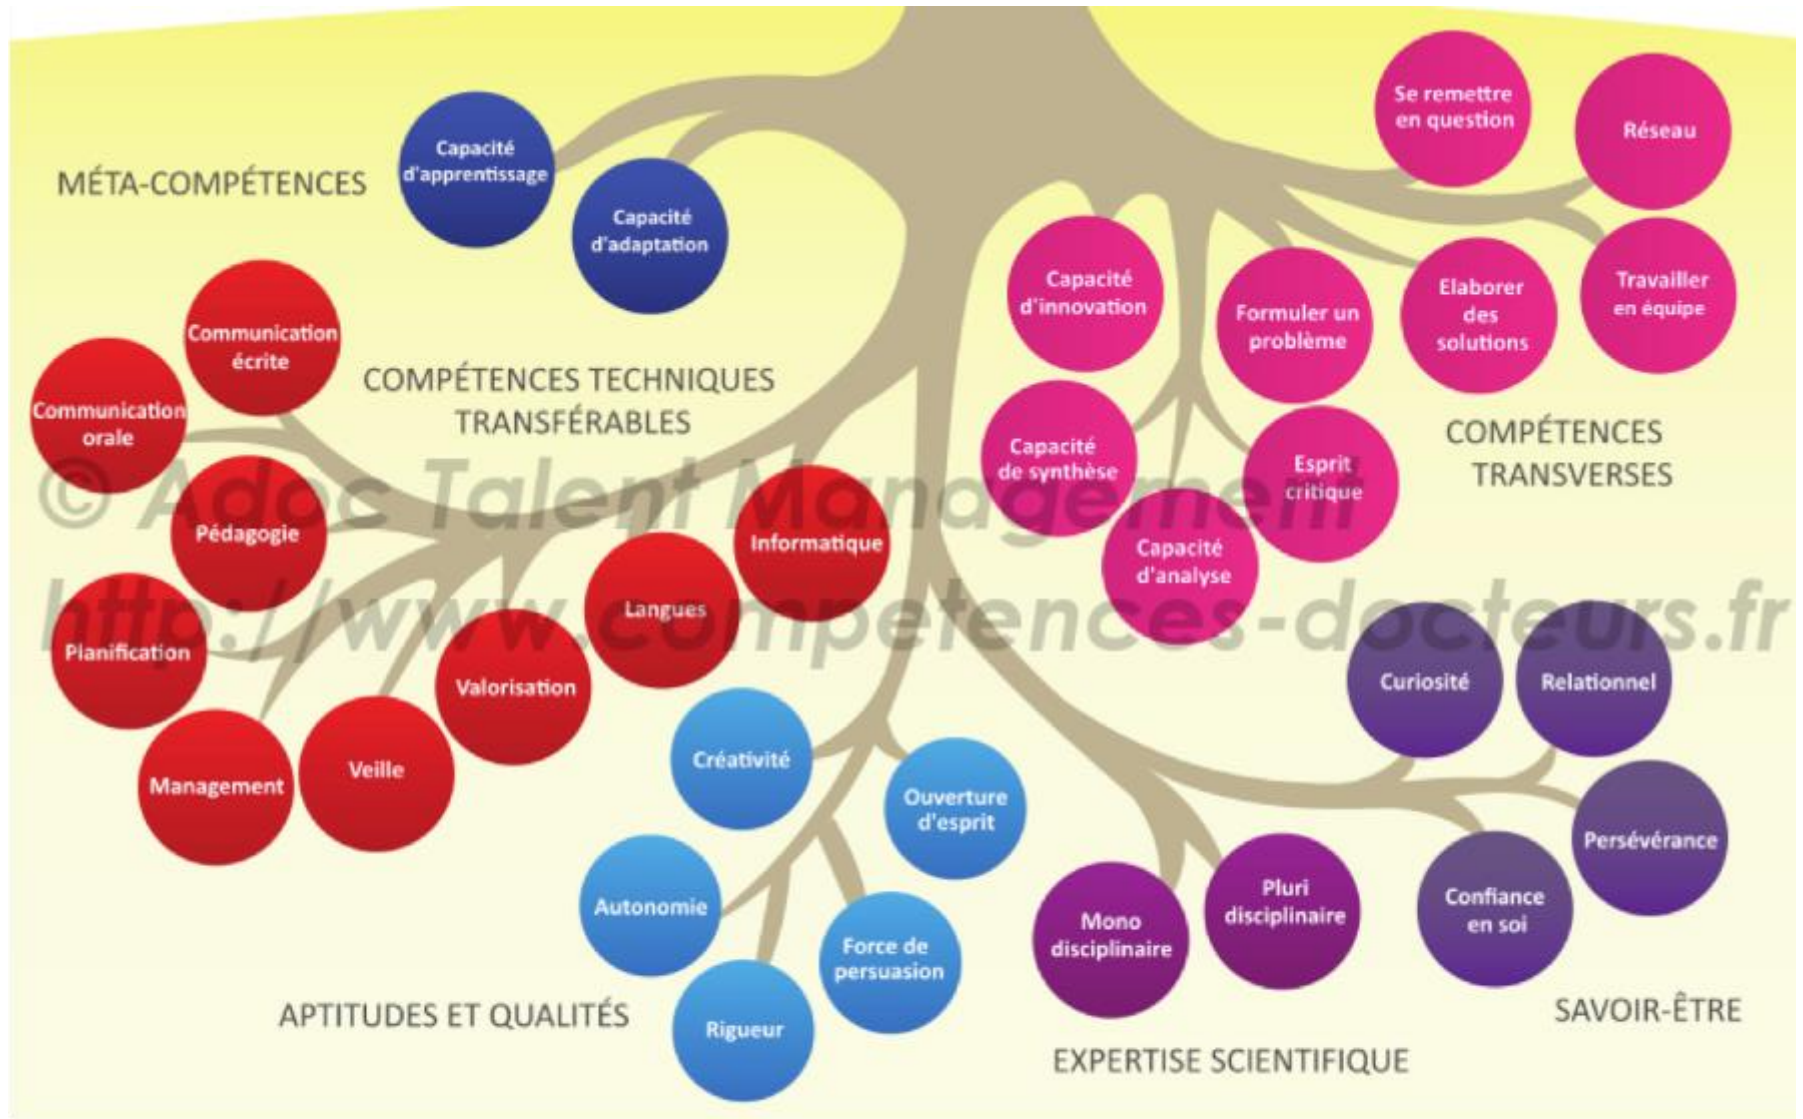 MÉTA-COMPÉTENCES
Capacité
d'apprentissage
Capacité
d'adaptation
COMPÉTENCES TECHNIQUES
TRANSFÉRABLES
Communication
écrite
Communication
orale
Pédagogie
Planification
Management
Veille
Valorisation
Langues
Informatique
Se remettre
en question
Réseau
Capacité
d'innovation
Formuler un
problème
Elaborer
des
solutions
Travailler
en équipe
Capacité
de synthèse
Esprit
critique
Capacité
d'analyse
COMPÉTENCES
TRANSVERSES
© Adoc Talent Management
http://www.competences-docteurs.fr
Créativité
Ouverture
d'esprit
Autonomie
Force de
persuasion
Rigueur
APTITUDES ET QUALITÉS
Mono
disciplinaire
Pluri
disciplinaire
EXPERTISE SCIENTIFIQUE
Curiosité
Relationnel
Persévérance
Confiance
en soi
SAVOIR-ÊTRE